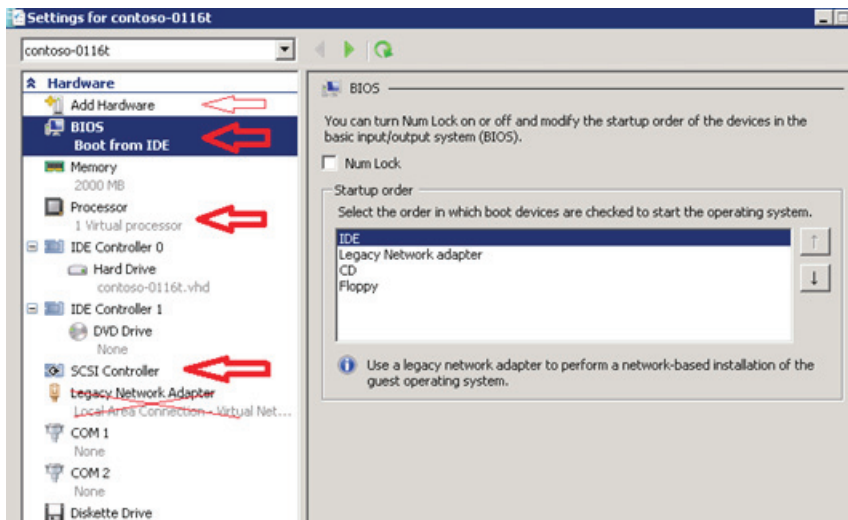 Settings for contoso-0116t
contoso-0116t
Hardware
Add Hardware
BIOS
Boot from IDE
Memory
2000 MB
Processor
1 Virtual processor
IDE Controller 0
Hard Drive
contoso-0116t.vhd
IDE Controller 1
DVD Drive
None
SCSI Controller
Legacy Network Adapter
Local Area Connection - Virtual Net...
COM 1
None
COM 2
None
Diskette Drive
BIOS
You can turn Num Lock on or off and modify the startup order of the devices in the
basic input/output system (BIOS).
Num Lock
Startup order
Select the order in which boot devices are checked to start the operating system.
IDE
Legacy Network adapter
CD
Floppy
Use a legacy network adapter to perform a network-based installation of the
guest operating system.